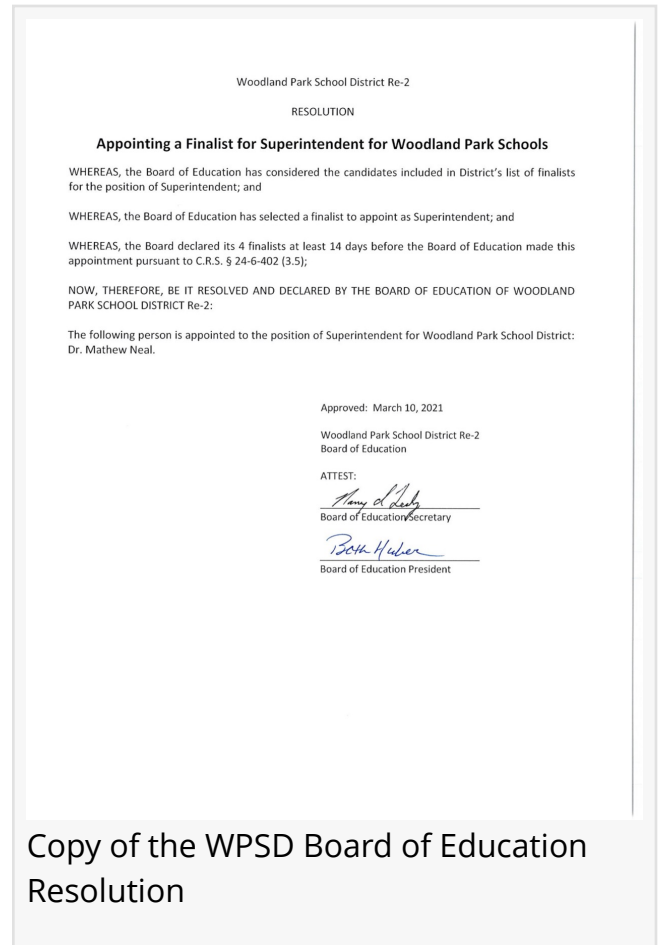 Woodland Park School District Re-2
RESOLUTION
Appointing a Finalist for Superintendent for Woodland Park Schools
WHEREAS, the Board of Education has considered the candidates included in District's list of finalists
for the position of Superintendent; and
WHEREAS, the Board of Education has selected a finalist to appoint as Superintendent; and
WHEREAS, the Board declared its 4 finalists at least 14 days before the Board of Education made this
appointment pursuant to C.R.S. § 24-6-402 (3.5);
NOW, THEREFORE, BE IT RESOLVED AND DECLARED BY THE BOARD OF EDUCATION OF WOODLAND
PARK SCHOOL DISTRICT Re-2:
The following person is appointed to the position of Superintendent for Woodland Park School District:
Dr. Mathew Neal.
Approved: March 10, 2021
Woodland Park School District Re-2
Board of Education
ATTEST:
Board of Education Secretary
Beth Huber
Board of Education President
Copy of the WPSD Board of Education
Resolution